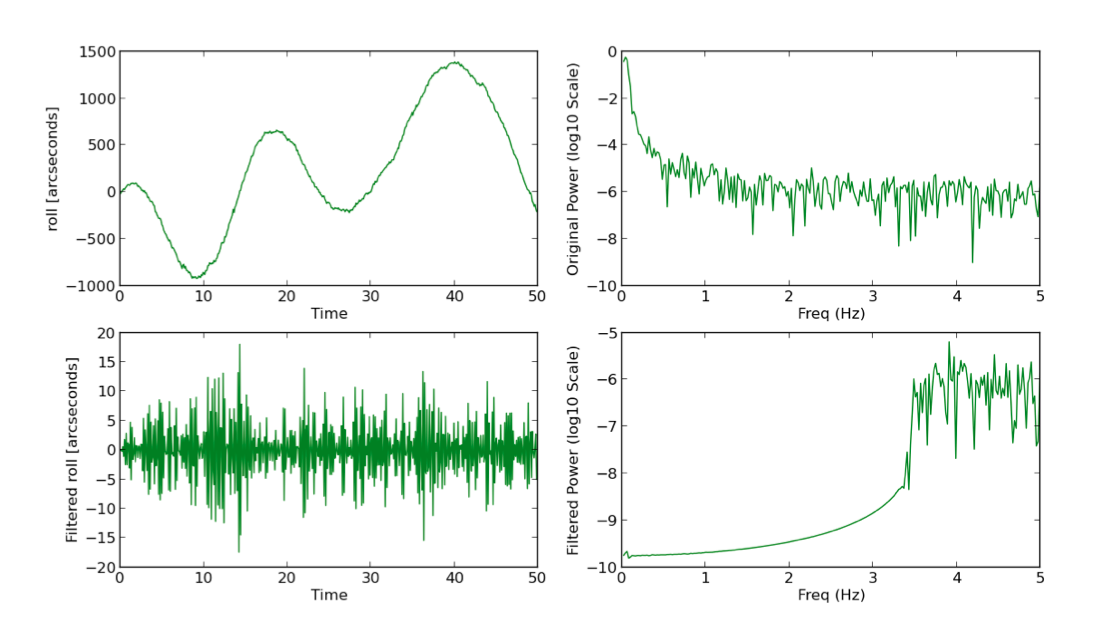 1500
1000
500
0
−500
−1000
0 10 20 30 40 50
Time
roll [arcseconds]
0
−2
−4
−6
−8
−10
0 1 2 3 4 5
Freq (Hz)
Original Power (log10 Scale)
20
15
10
5
0
−5
−10
−15
−20
0 10 20 30 40 50
Time
Filtered roll [arcseconds]
−5
−6
−7
−8
−9
−10
0 1 2 3 4 5
Freq (Hz)
Filtered Power (log10 Scale)